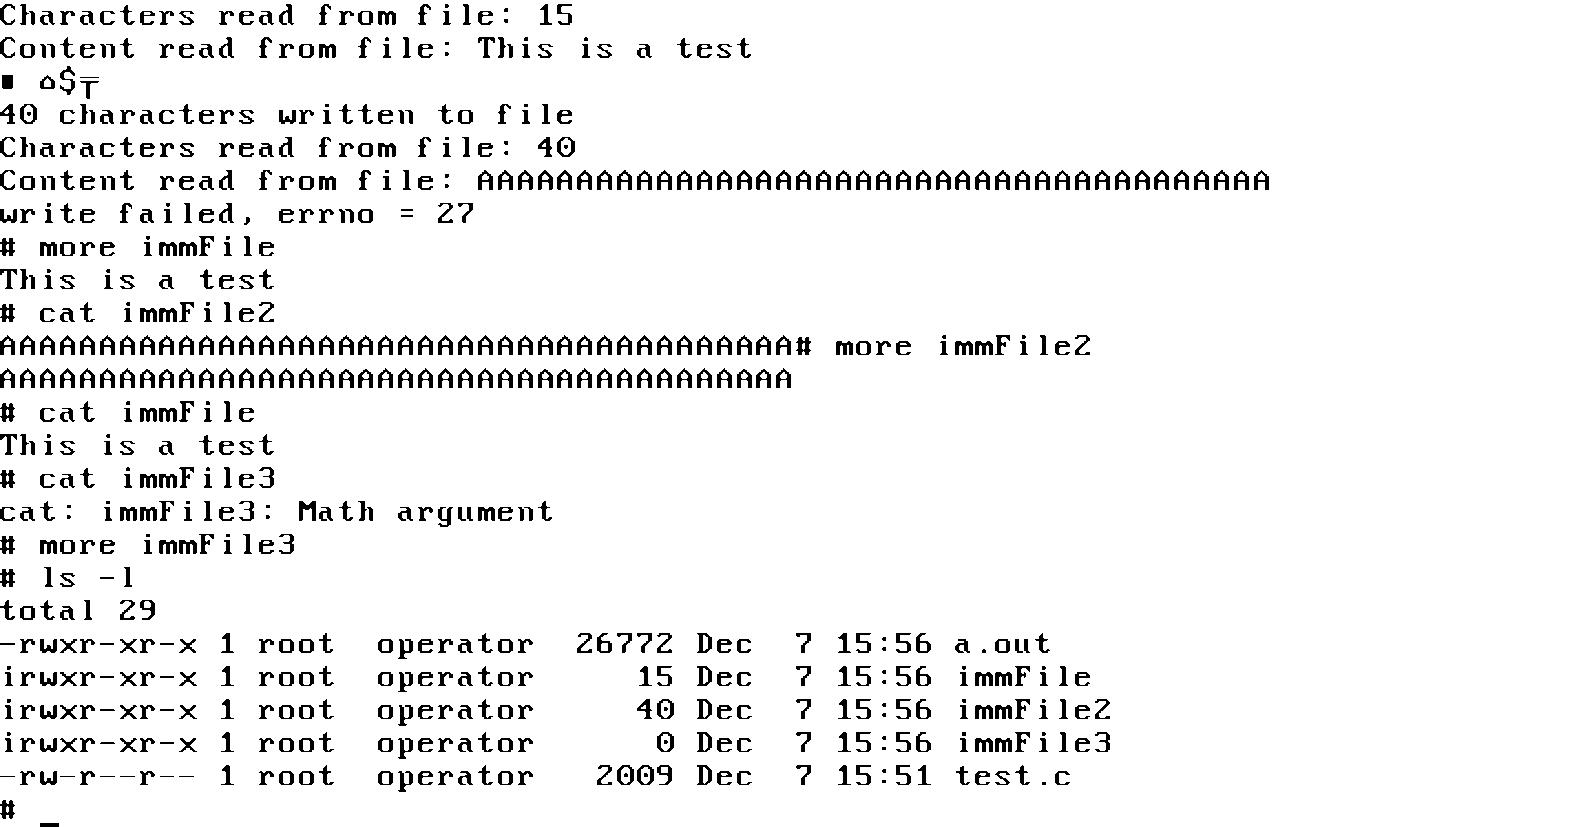 Characters read from file: 15
Content read from file: This is a test
■ ⌂$╤
40 characters written to file
Characters read from file: 40
Content read from file: AAAAAAAAAAAAAAAAAAAAAAAAAAAAAAAAAAAAAAAA
write failed, errno = 27
# more immFile
This is a test
# cat immFile2
AAAAAAAAAAAAAAAAAAAAAAAAAAAAAAAAAAAAAAAA# more immFile2
AAAAAAAAAAAAAAAAAAAAAAAAAAAAAAAAAAAAAAAA
# cat immFile
This is a test
# cat immFile3
cat: immFile3: Math argument
# more immFile3
# ls -l
total 29
-rwxr-xr-x 1 root  operator  26772 Dec  7 15:56 a.out
irwxr-xr-x 1 root  operator     15 Dec  7 15:56 immFile
irwxr-xr-x 1 root  operator     40 Dec  7 15:56 immFile2
irwxr-xr-x 1 root  operator      0 Dec  7 15:56 immFile3
-rw-r--r-- 1 root  operator   2009 Dec  7 15:51 test.c
# _